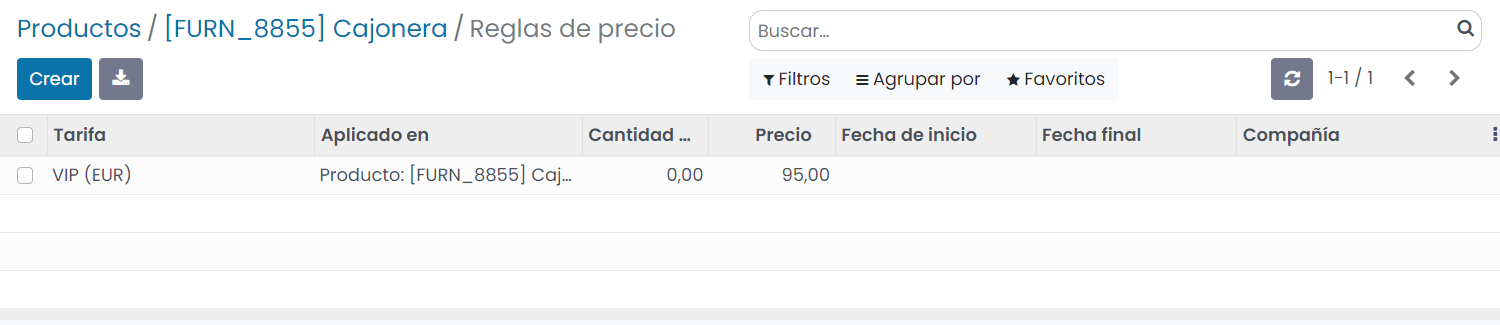 Productos / [FURN_8855] Cajonera / Reglas de precio
Buscar...
Crear
Filtros Agrupar por Favoritos
1-1 / 1
Tarifa Aplicado en Cantidad ... Precio Fecha de inicio Fecha final Compañía
VIP (EUR) Producto: [FURN_8855] Caj... 0,00 95,00